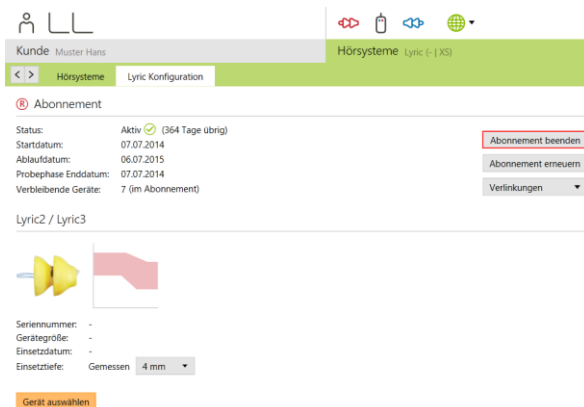 Kunde Muster Hans
Hörsysteme Lyric (- | XS)
< > Hörsysteme Lyric Konfiguration
® Abonnement
Status: Aktiv (364 Tage übrig)
Abonnement beenden
Startdatum: 07.07.2014
Ablaufdatum: 06.07.2015
Abonnement erneuern
Probephase Enddatum: 07.07.2014
Verbleibende Geräte: 7 (im Abonnement)
Verlinkungen
Lyric2 / Lyric3
Seriennummer: -
Gerätegröße: -
Einsetzdatum: -
Einsetztiefe: Gemessen 4 mm
Gerät auswählen